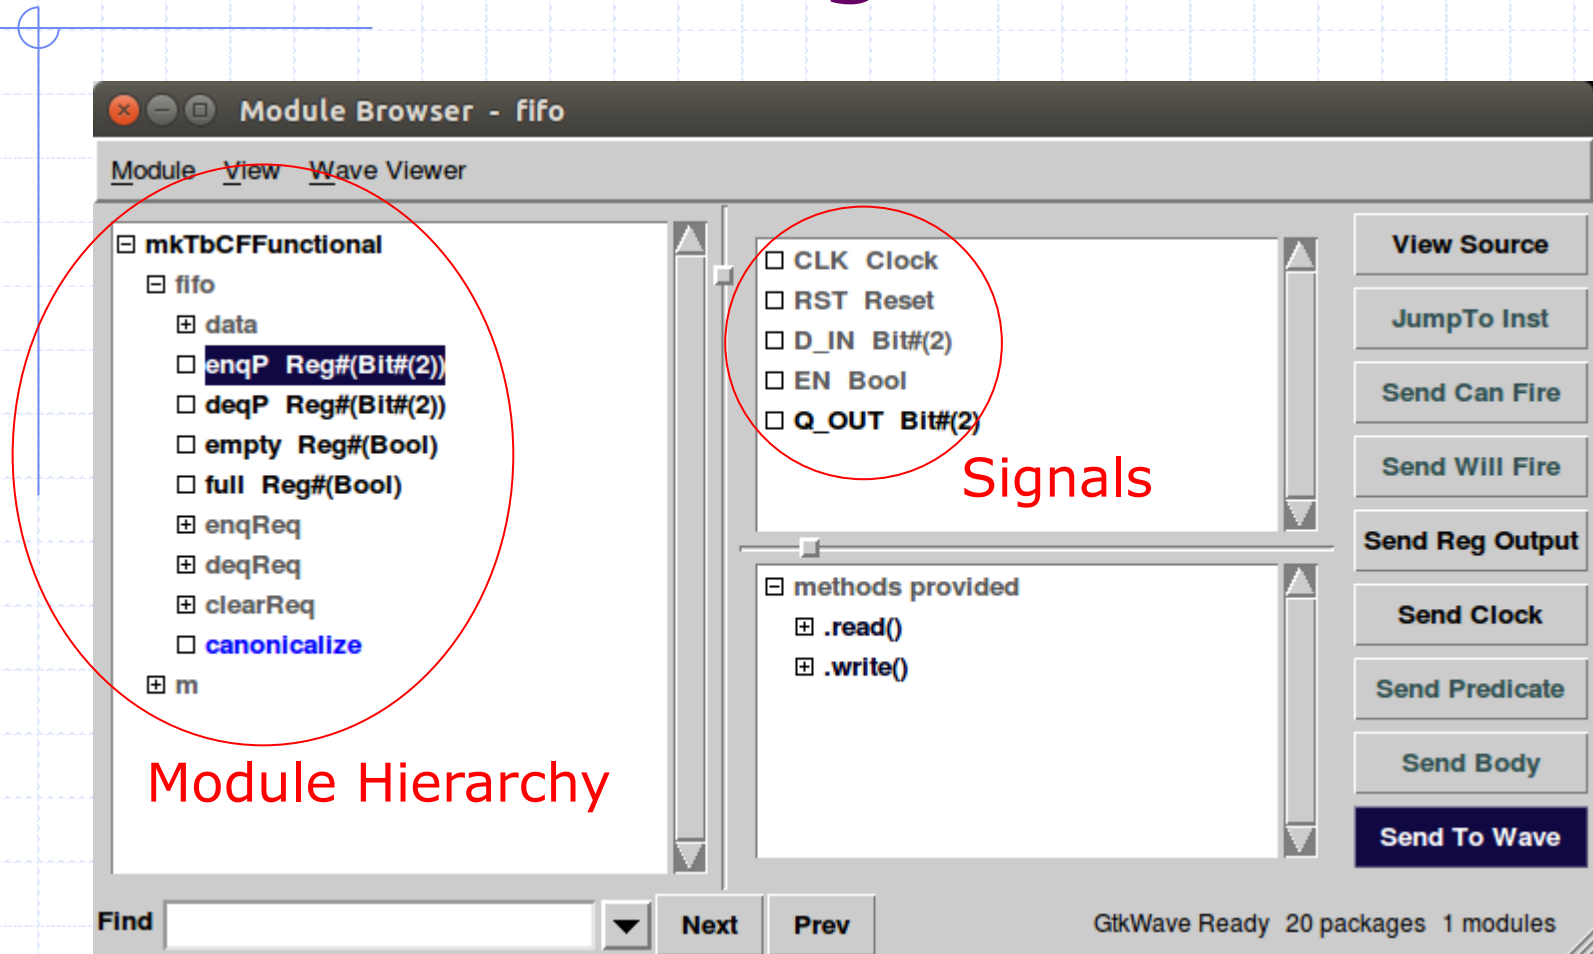 Module Browser - fifo
Module View Wave Viewer
mkTbCFFunctional
fifo
data
enqP Reg#(Bit#(2))
deqP Reg#(Bit#(2))
empty Reg#(Bool)
full Reg#(Bool)
enqReq
deqReq
clearReq
canonicalize
m
Module Hierarchy
CLK Clock
RST Reset
D_IN Bit#(2)
EN Bool
Q_OUT Bit#(2)
Signals
methods provided
.read()
.write()
View Source
JumpTo Inst
Send Can Fire
Send Will Fire
Send Reg Output
Send Clock
Send Predicate
Send Body
Send To Wave
Find
Next
Prev
GtkWave Ready 20 packages 1 modules